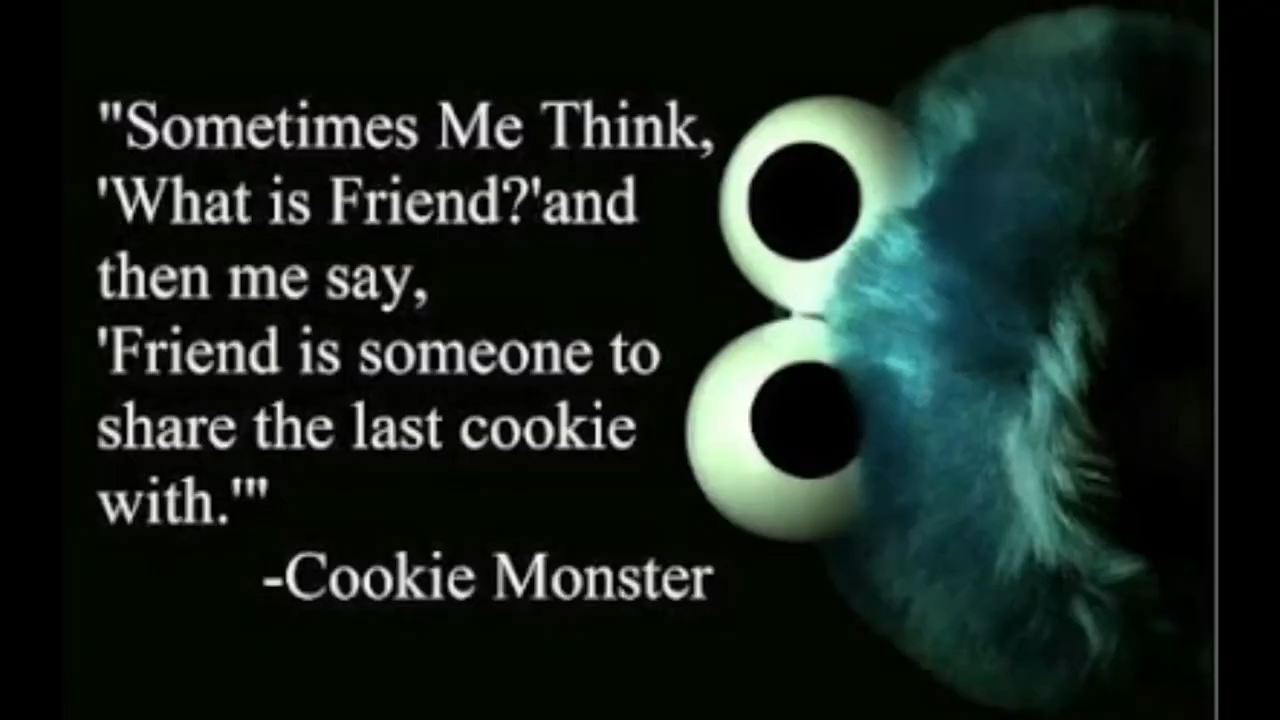 "Sometimes Me Think,
'What is Friend?'and
then me say,
'Friend is someone to
share the last cookie
with.'"
-Cookie Monster